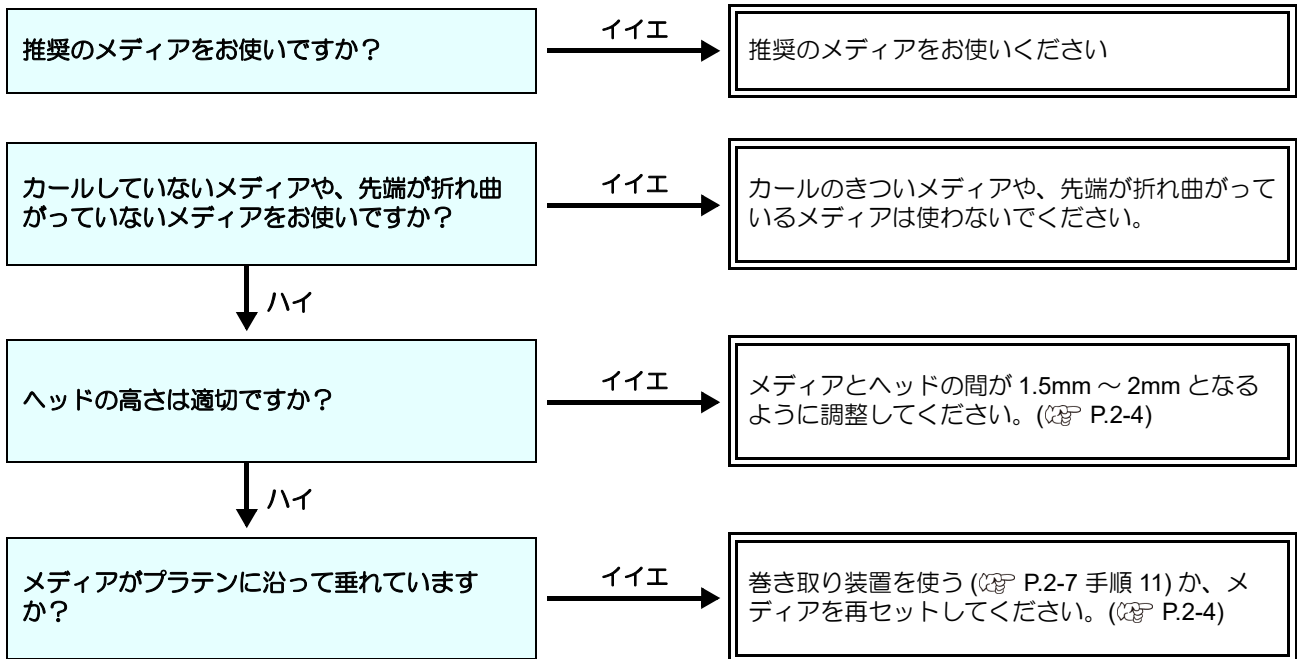 推奨のメディアをお使いですか？
イイエ
推奨のメディアをお使いください
カールしていないメディアや、先端が折れ曲
がっていないメディアをお使いですか？
イイエ
カールのきついメディアや、先端が折れ曲がって
いるメディアは使わないでください。
ハイ
ヘッドの高さは適切ですか？
イイエ
メディアとヘッドの間が 1.5mm ～ 2mm となる
ように調整してください。(☞ P.2-4)
ハイ
メディアがプラテンに沿って垂れています
か？
イイエ
巻き取り装置を使う (☞ P.2-7 手順 11) か、メ
ディアを再セットしてください。(☞ P.2-4)